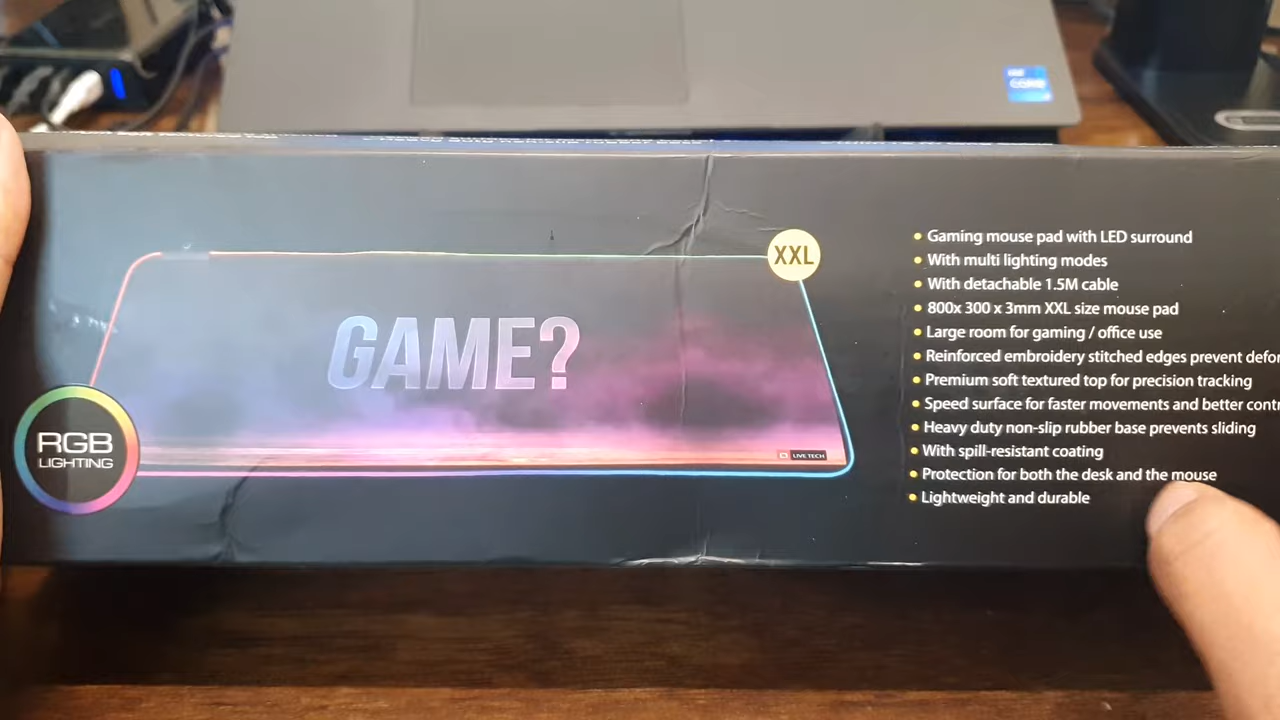 CORE
XXL
GAME?
RGB
LIGHTING
LIVE TECH
Gaming mouse pad with LED surround
With multi lighting modes
With detachable 1.5M cable
800x 300 x 3mm XXL size mouse pad
Large room for gaming / office use
Reinforced embroidery stitched edges prevent defor
Premium soft textured top for precision tracking
Speed surface for faster movements and better contr
Heavy duty non-slip rubber base prevents sliding
With spill-resistant coating
Protection for both the desk and the mouse
Lightweight and durable